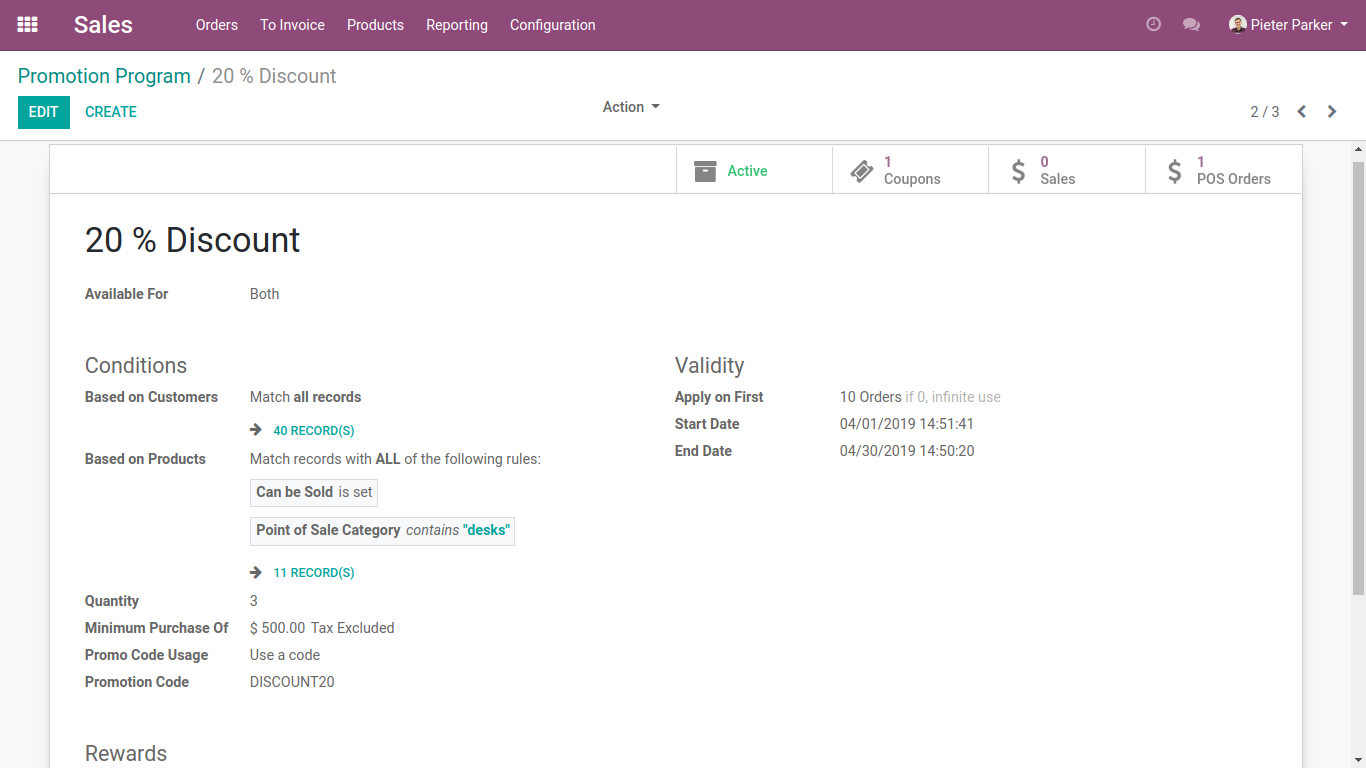 Sales Orders To Invoice Products Reporting Configuration Pieter Parker
Promotion Program / 20 % Discount
EDIT CREATE Action 2 / 3
Active
1 Coupons
0 Sales
1 POS Orders
20 % Discount
Available For Both
Conditions
Based on Customers Match all records
40 RECORD(S)
Based on Products Match records with ALL of the following rules:
Can be Sold is set
Point of Sale Category contains "desks"
11 RECORD(S)
Quantity 3
Minimum Purchase Of $ 500.00 Tax Excluded
Promo Code Usage Use a code
Promotion Code DISCOUNT20
Validity
Apply on First 10 Orders if 0, infinite use
Start Date 04/01/2019 14:51:41
End Date 04/30/2019 14:50:20
Rewards